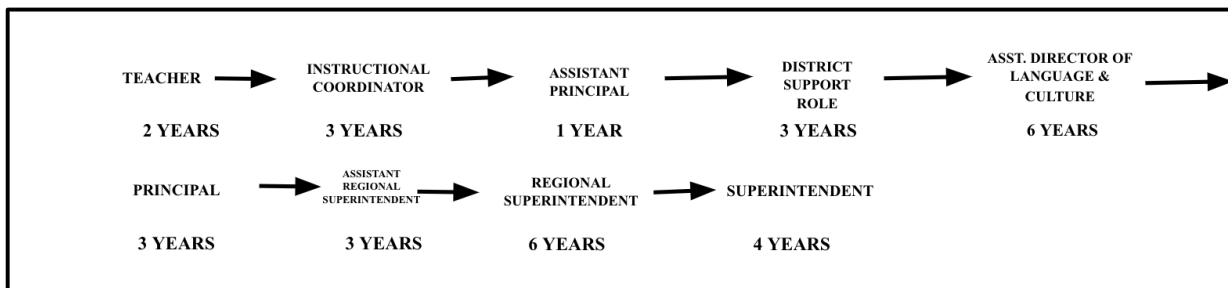 TEACHER
INSTRUCTIONAL
COORDINATOR
ASSISTANT
PRINCIPAL
DISTRICT
SUPPORT
ROLE
ASST. DIRECTOR OF
LANGUAGE &
CULTURE
2 YEARS
3 YEARS
1 YEAR
3 YEARS
6 YEARS
PRINCIPAL
ASSISTANT
REGIONAL
SUPERINTENDENT
REGIONAL
SUPERINTENDENT
SUPERINTENDENT
3 YEARS
3 YEARS
6 YEARS
4 YEARS